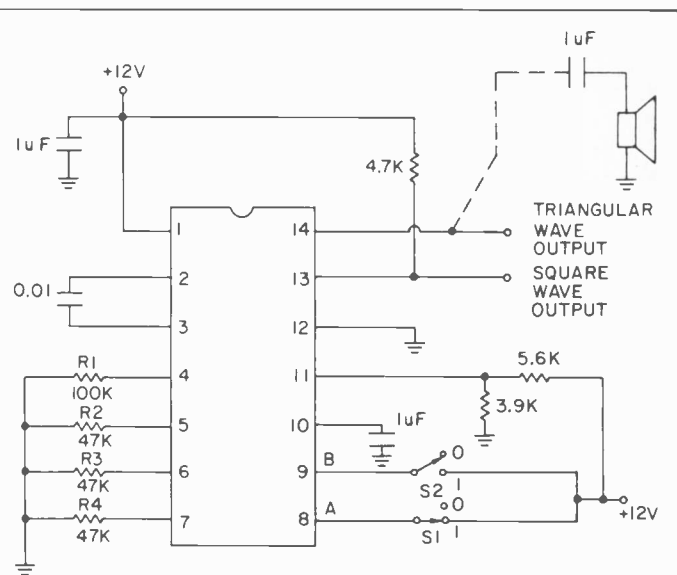 1uF
+12V
1uF
4.7K
TRIANGULAR
WAVE
OUTPUT
SQUARE
WAVE
OUTPUT
0.01
1
2
3
4
5
6
7
14
13
12
11
10
9
8
R1
100K
R2
47K
R3
47K
R4
47K
5.6K
3.9K
1uF
B
0
1
S2
A
0
1
S1
+12V